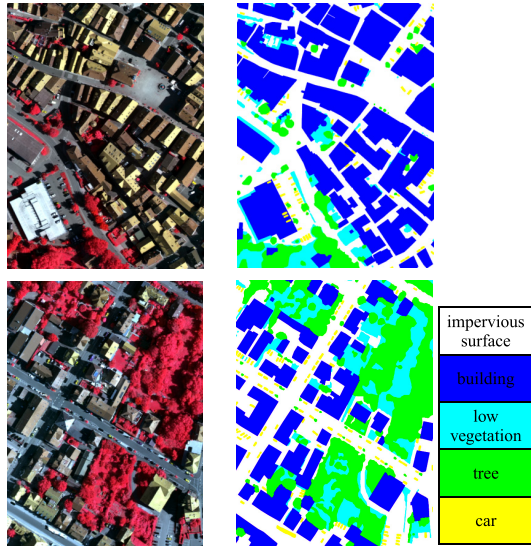 impervious
surface
building
low
vegetation
tree
car